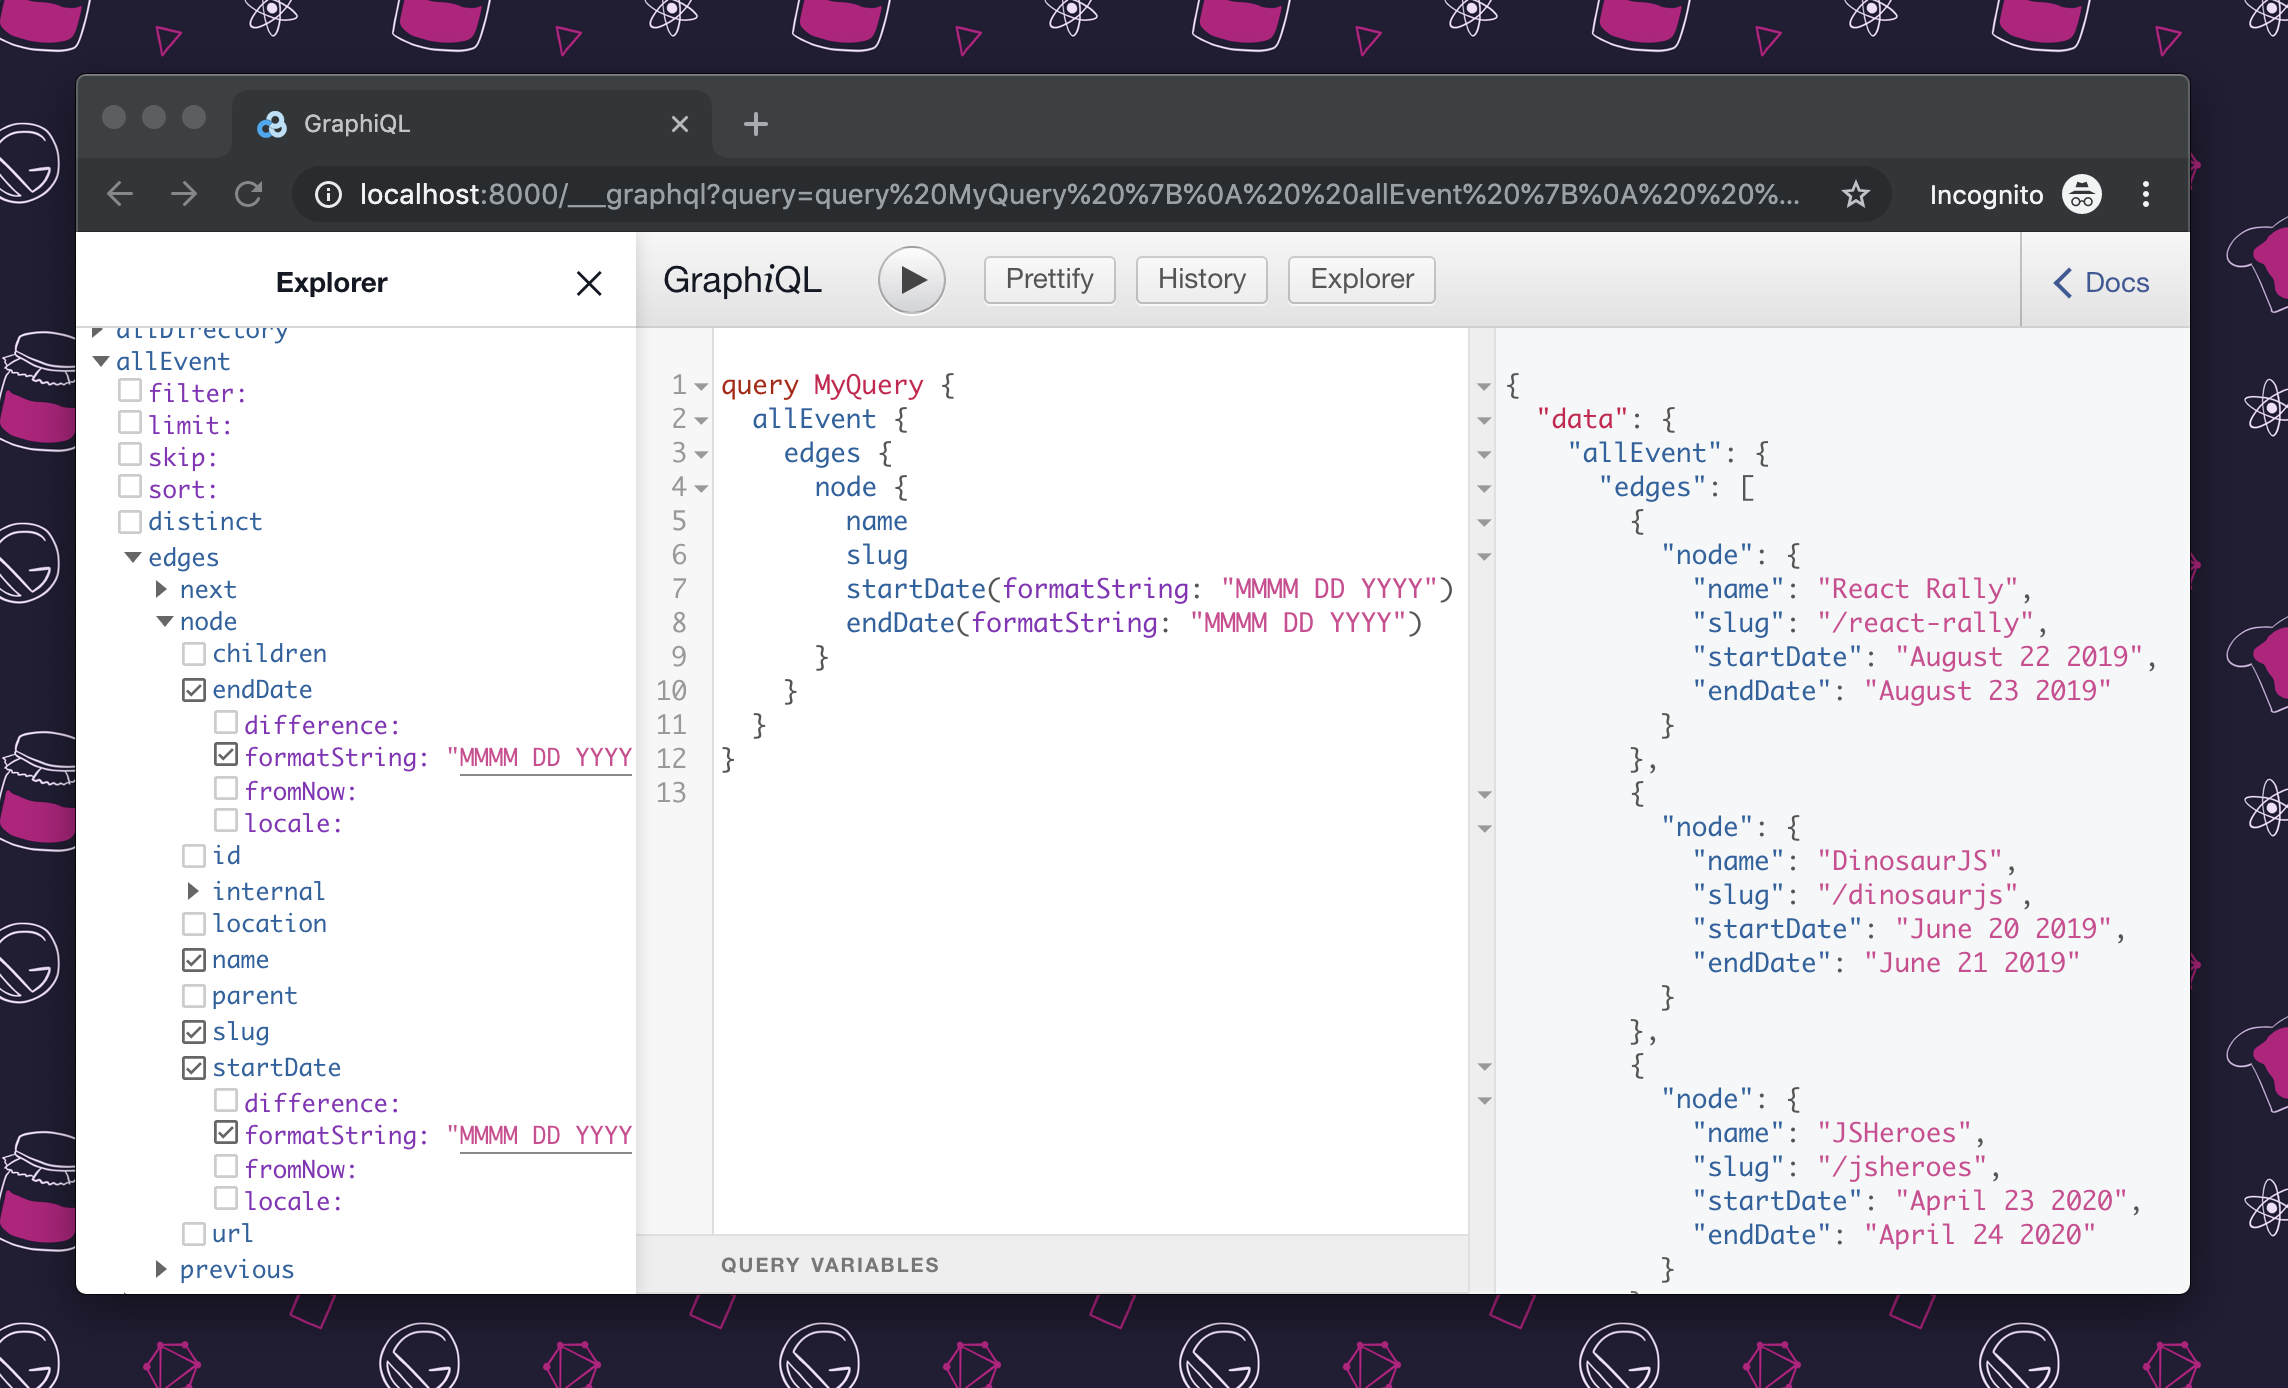 GraphiQL
localhost:8000/___graphql?query=query%20MyQuery%20%7B%0A%20%20allEvent%20%7B%0A%20%20%...
Incognito
Explorer
allDirectory
allEvent
filter:
limit:
skip:
sort:
distinct
edges
next
node
children
endDate
difference:
formatString: "MMMM DD YYYY
fromNow:
locale:
id
internal
location
name
parent
slug
startDate
difference:
formatString: "MMMM DD YYYY
fromNow:
locale:
url
previous
GraphiQL
Prettify
History
Explorer
Docs
1 query MyQuery {
2 allEvent {
3 edges {
4 node {
5 name
6 slug
7 startDate(formatString: "MMMM DD YYYY")
8 endDate(formatString: "MMMM DD YYYY")
9 }
10 }
11 }
12 }
13
QUERY VARIABLES
{
"data": {
"allEvent": {
"edges": [
{
"node": {
"name": "React Rally",
"slug": "/react-rally",
"startDate": "August 22 2019",
"endDate": "August 23 2019"
}
},
{
"node": {
"name": "DinosaurJS",
"slug": "/dinosaurjs",
"startDate": "June 20 2019",
"endDate": "June 21 2019"
}
},
{
"node": {
"name": "JSHeroes",
"slug": "/jsheroes",
"startDate": "April 23 2020",
"endDate": "April 24 2020"
}